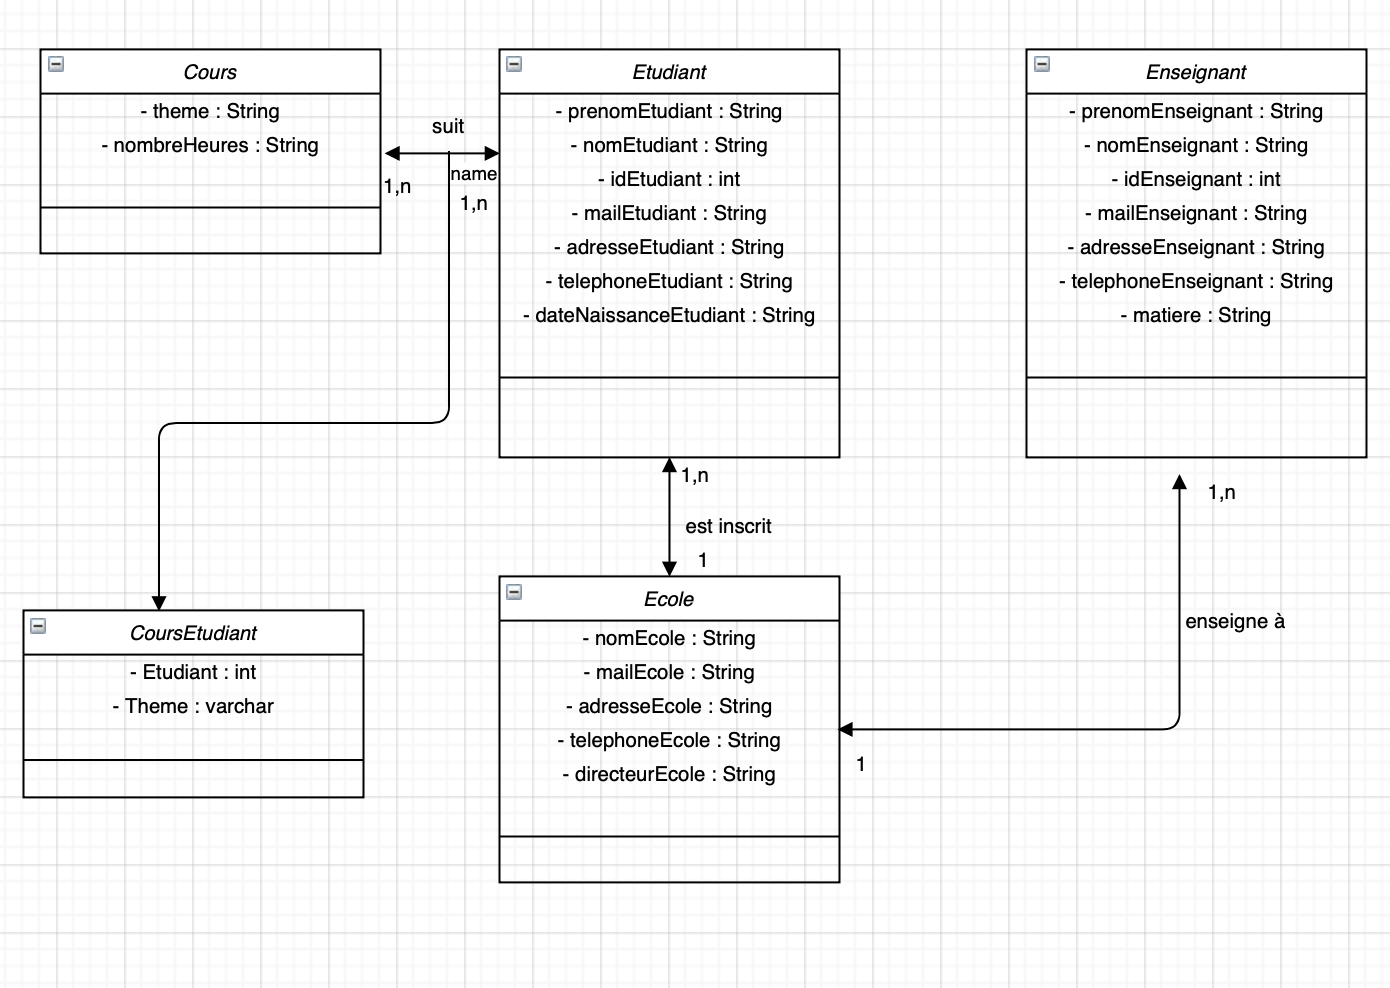 Cours
- theme : String
- nombreHeures : String
suit
name
1,n
1,n
Etudiant
- prenomEtudiant : String
- nomEtudiant : String
- idEtudiant : int
- mailEtudiant : String
- adresseEtudiant : String
- telephoneEtudiant : String
- dateNaissanceEtudiant : String
Enseignant
- prenomEnseignant : String
- nomEnseignant : String
- idEnseignant : int
- mailEnseignant : String
- adresseEnseignant : String
- telephoneEnseignant : String
- matiere : String
1,n
est inscrit
1
1,n
enseigne à
1
CoursEtudiant
- Etudiant : int
- Theme : varchar
Ecole
- nomEcole : String
- mailEcole : String
- adresseEcole : String
- telephoneEcole : String
- directeurEcole : String